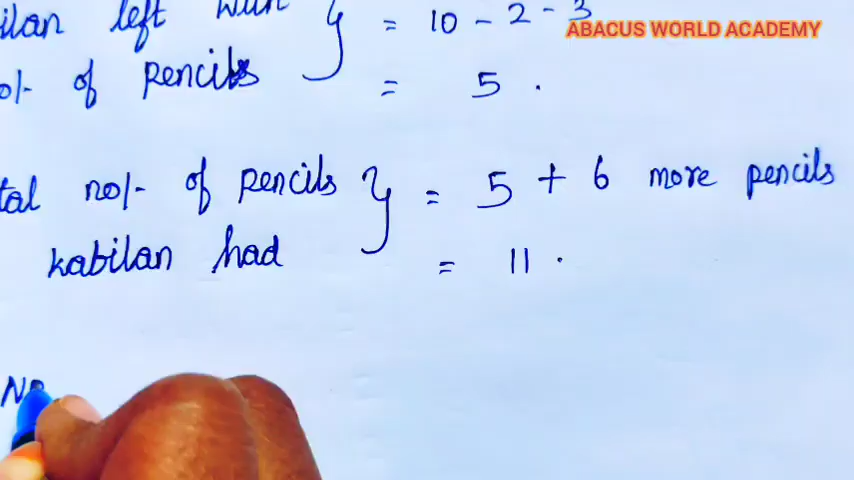 ilan left with } = 10 - 2 - 3
ABACUS WORLD ACADEMY
o/- of pencils = 5 .
tal no/- of pencils } = 5 + 6 more pencils
kabilan had = 11 .